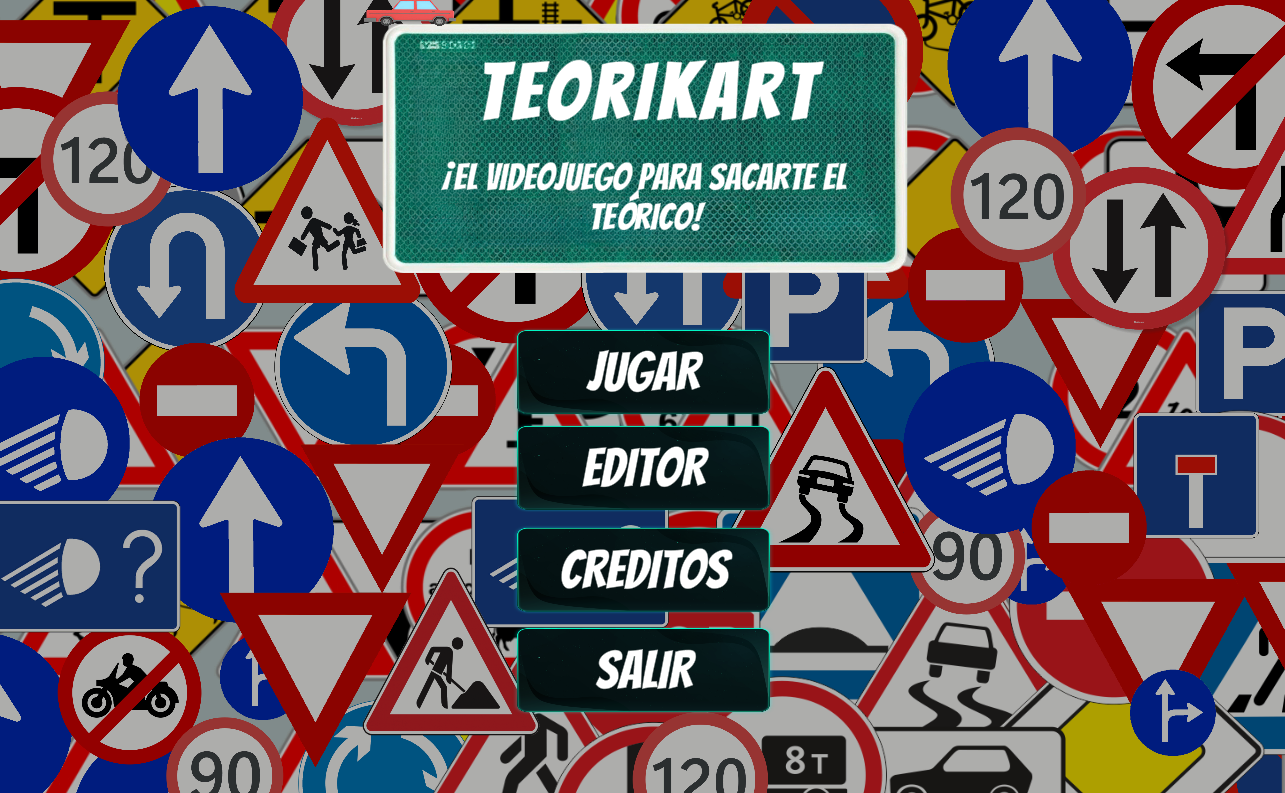 TEORIKART
¡EL VIDEOJUEGO PARA SACARTE EL
TEÓRICO!
120
120
P
P
JUGAR
EDITOR
CREDITOS
90
?
SALIR
8T
90
120